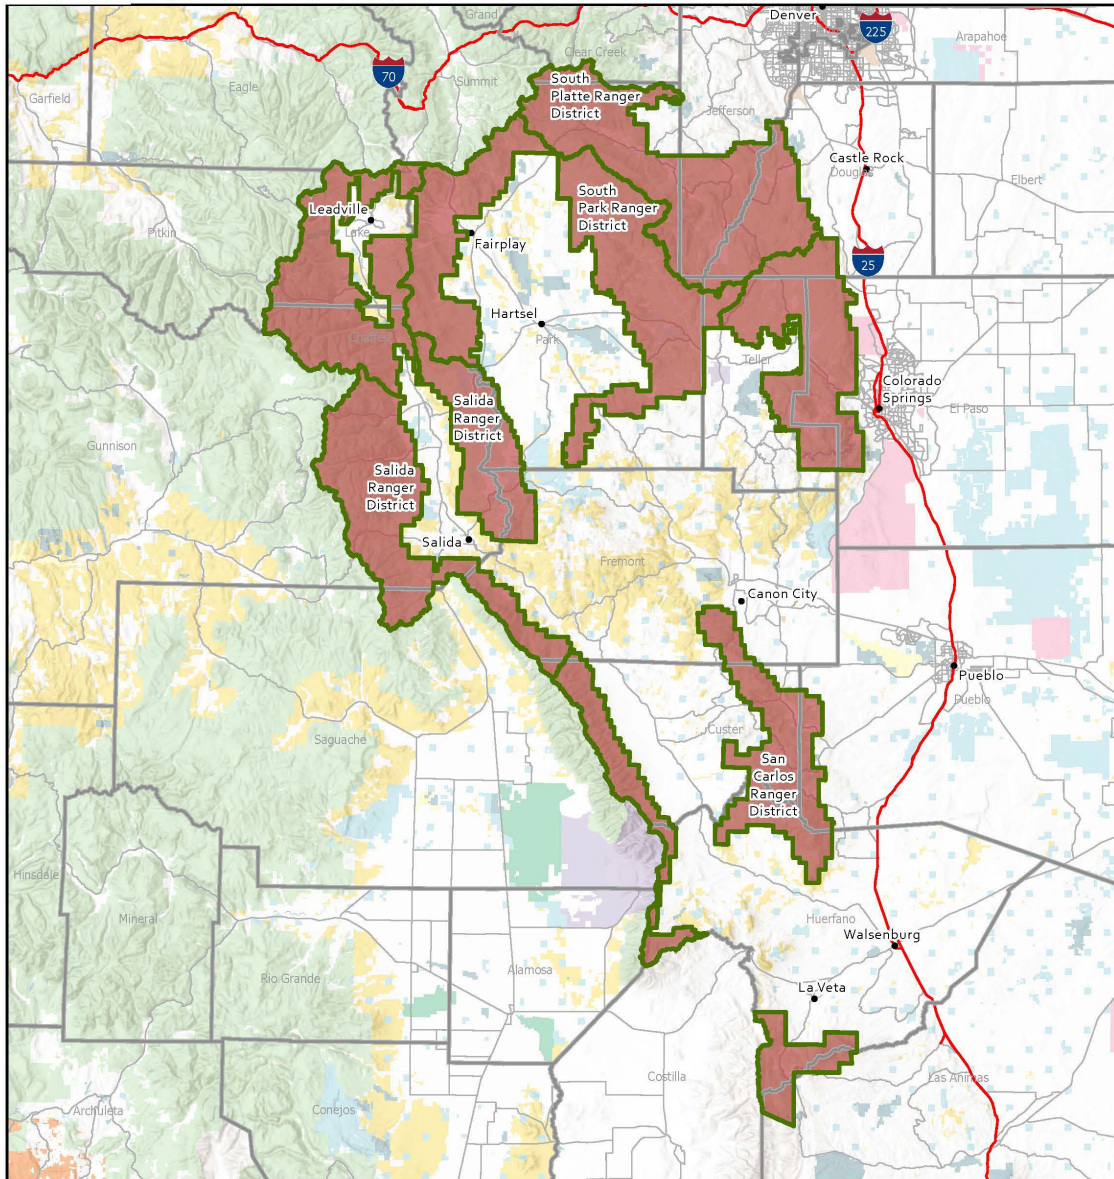 Grand
Denver
225
Arapahoe
Clear Creek
70
Summit
Eagle
Garfield
South
Platte Ranger
District
Jefferson
Castle Rock
Douglas
Elbert
South
Park Ranger
District
Leadville
Lake
Pitkin
Fairplay
25
Hartsel
Park
Chaffee
Teller
Colorado
Springs
El Paso
Salida
Ranger
District
Gunnison
Salida
Ranger
District
Salida
Fremont
Canon City
Pueblo
Pueblo
Saguache
Custer
San
Carlos
Ranger
District
Hinsdale
Mineral
Huerfano
Walsenburg
Rio Grande
Alamosa
La Veta
Costilla
Las Animas
Archuleta
Conejos